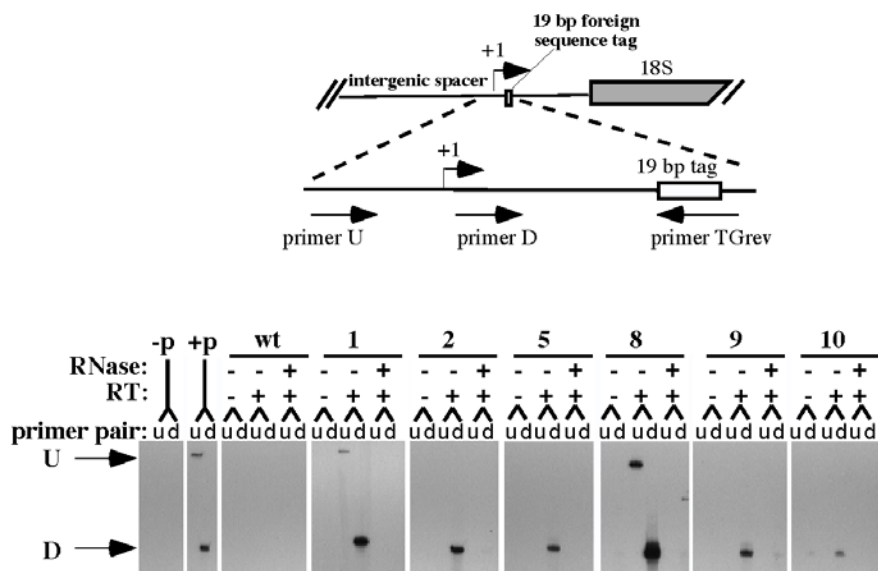 19 bp foreign
sequence tag
+1
18S
intergenic spacer
+1
19 bp tag
primer U
primer D
primer TGrev
-p +p wt 1 2 5 8 9 10
RNase: - - + - - + - - + - - + - - + - - + - - +
RT: - + + - + + - + + - + + - + + - + + - + +
primer pair: u d u d u d u d u d u d u d u d u d u d u d u d u d u d u d u d u d u d u d u d u d u d u d
U
D